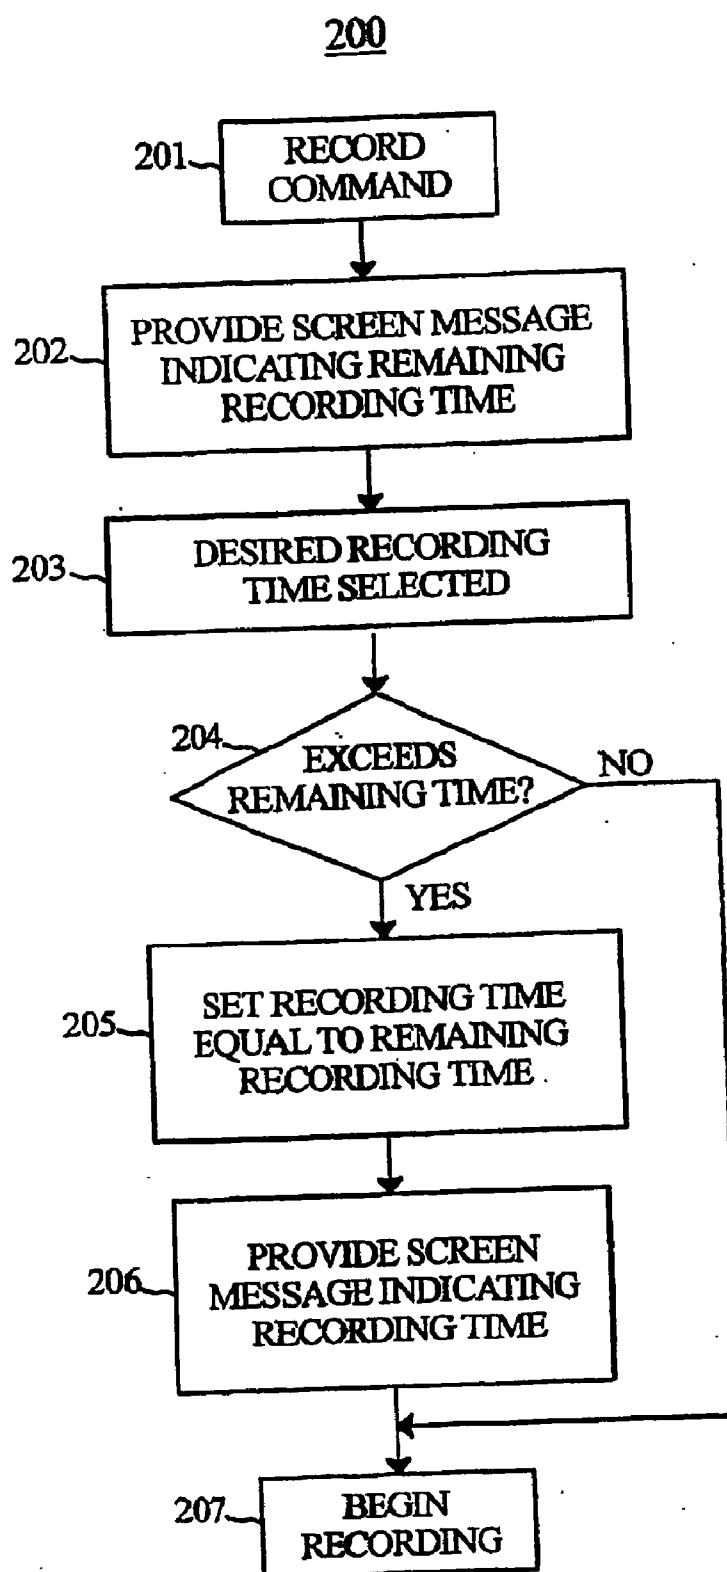 200
201
RECORD
COMMAND
202
PROVIDE SCREEN MESSAGE
INDICATING REMAINING
RECORDING TIME
203
DESIRED RECORDING
TIME SELECTED
204
EXCEEDS
REMAINING TIME?
NO
YES
205
SET RECORDING TIME
EQUAL TO REMAINING
RECORDING TIME
206
PROVIDE SCREEN
MESSAGE INDICATING
RECORDING TIME
207
BEGIN
RECORDING